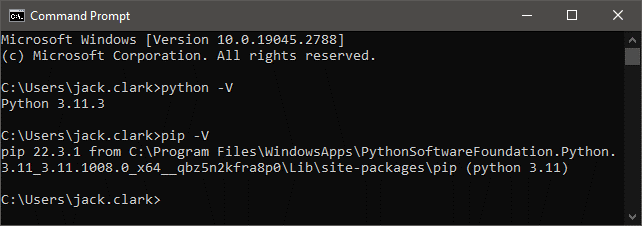 Command Prompt
Microsoft Windows [Version 10.0.19045.2788]
(c) Microsoft Corporation. All rights reserved.
C:\Users\jack.clark>python -V
Python 3.11.3
C:\Users\jack.clark>pip -V
pip 22.3.1 from C:\Program Files\WindowsApps\PythonSoftwareFoundation.Python.
3.11_3.11.1008.0_x64__qbz5n2kfra8p0\Lib\site-packages\pip (python 3.11)
C:\Users\jack.clark>